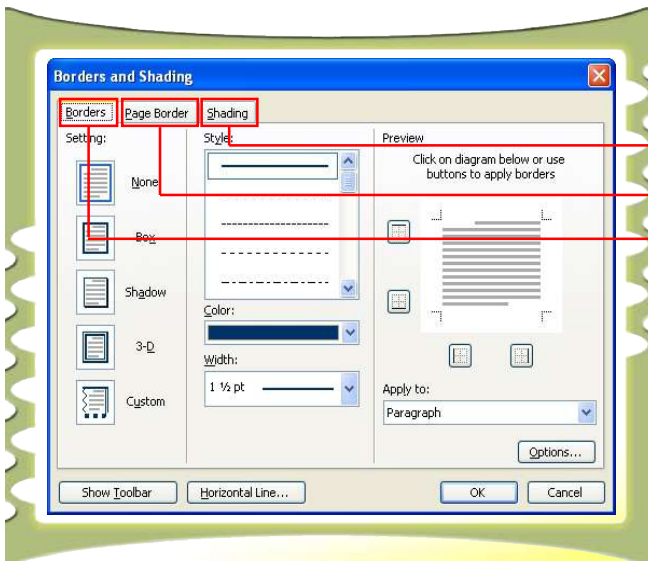 Borders and Shading
Borders
Page Border
Shading
Setting:
None
Box
Shadow
3-D
Custom
Style:
Color:
Width:
1 ½ pt
Preview
Click on diagram below or use
buttons to apply borders
Apply to:
Paragraph
Options...
Show Toolbar
Horizontal Line...
OK
Cancel